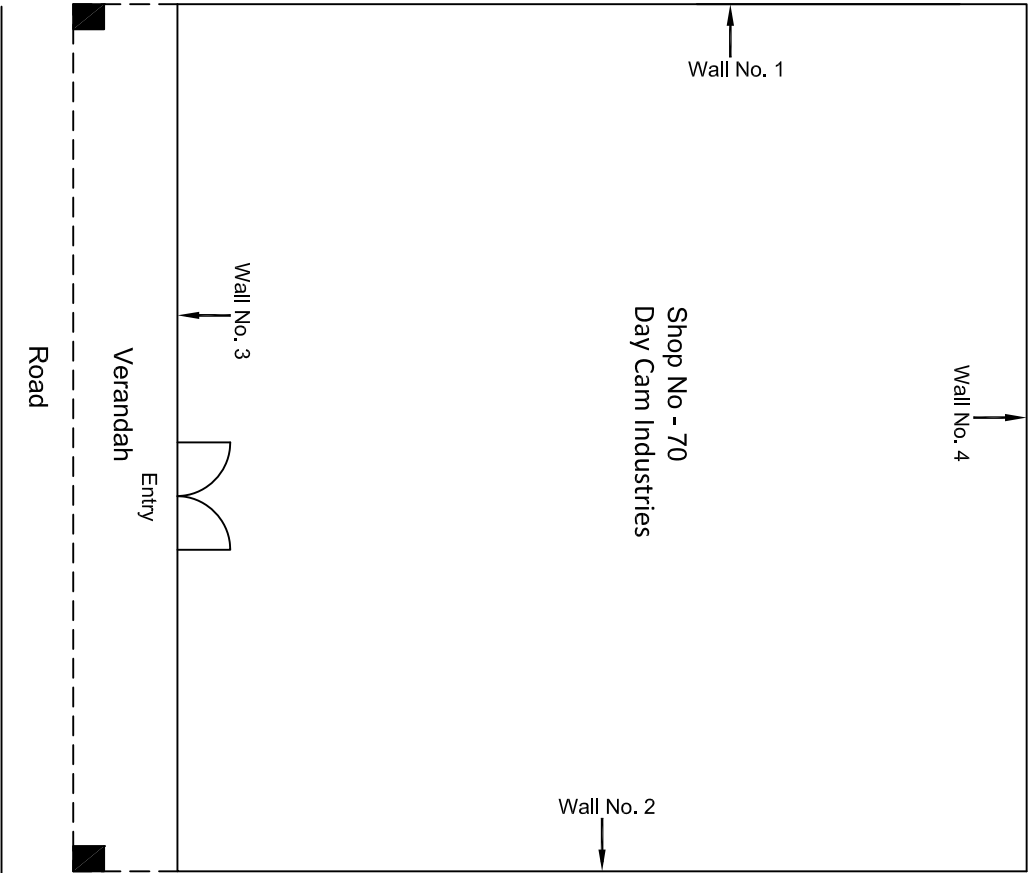 Wall No. 1
Wall No. 4
Shop No - 70
Day Cam Industries
Wall No. 3
Entry
Verandah
Road
Wall No. 2